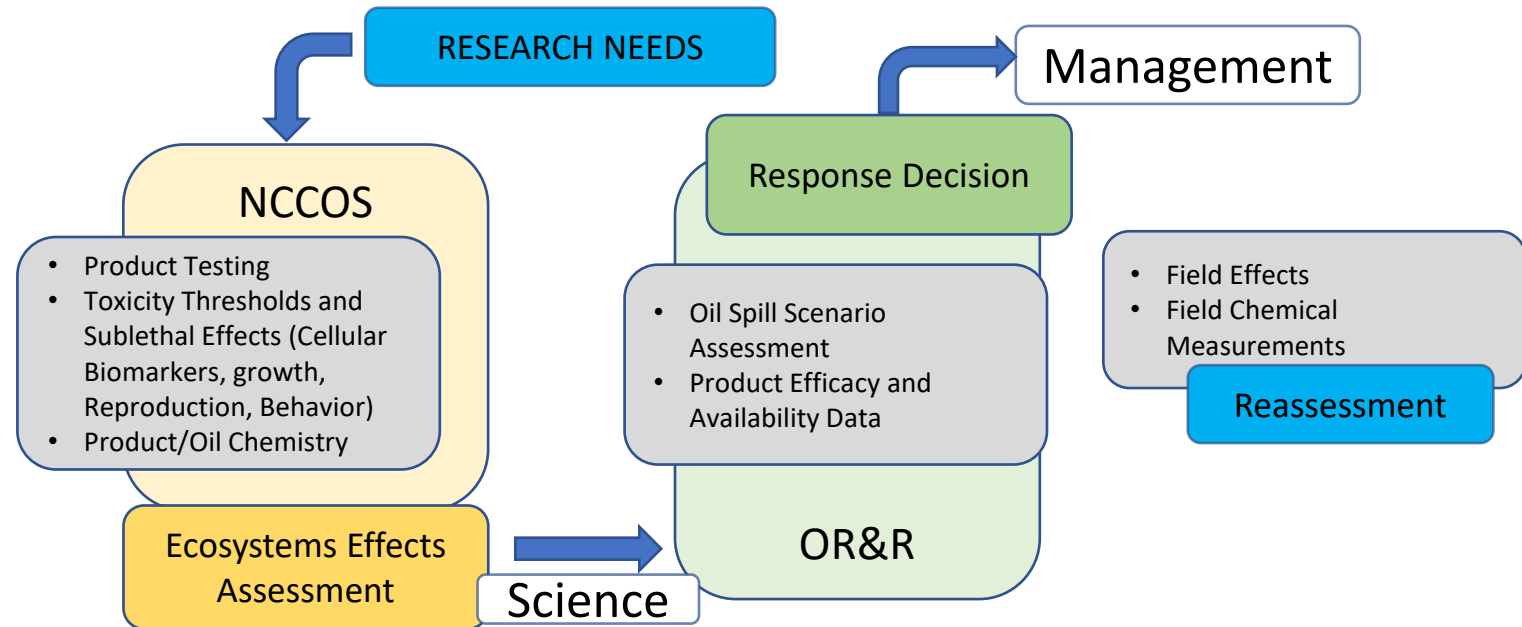 RESEARCH NEEDS
NCCOS
• Product Testing
• Toxicity Thresholds and
Sublethal Effects (Cellular
Biomarkers, growth,
Reproduction, Behavior)
• Product/Oil Chemistry
Ecosystems Effects
Assessment
Science
Response Decision
• Oil Spill Scenario
Assessment
• Product Efficacy and
Availability Data
OR&R
Management
• Field Effects
• Field Chemical
Measurements
Reassessment